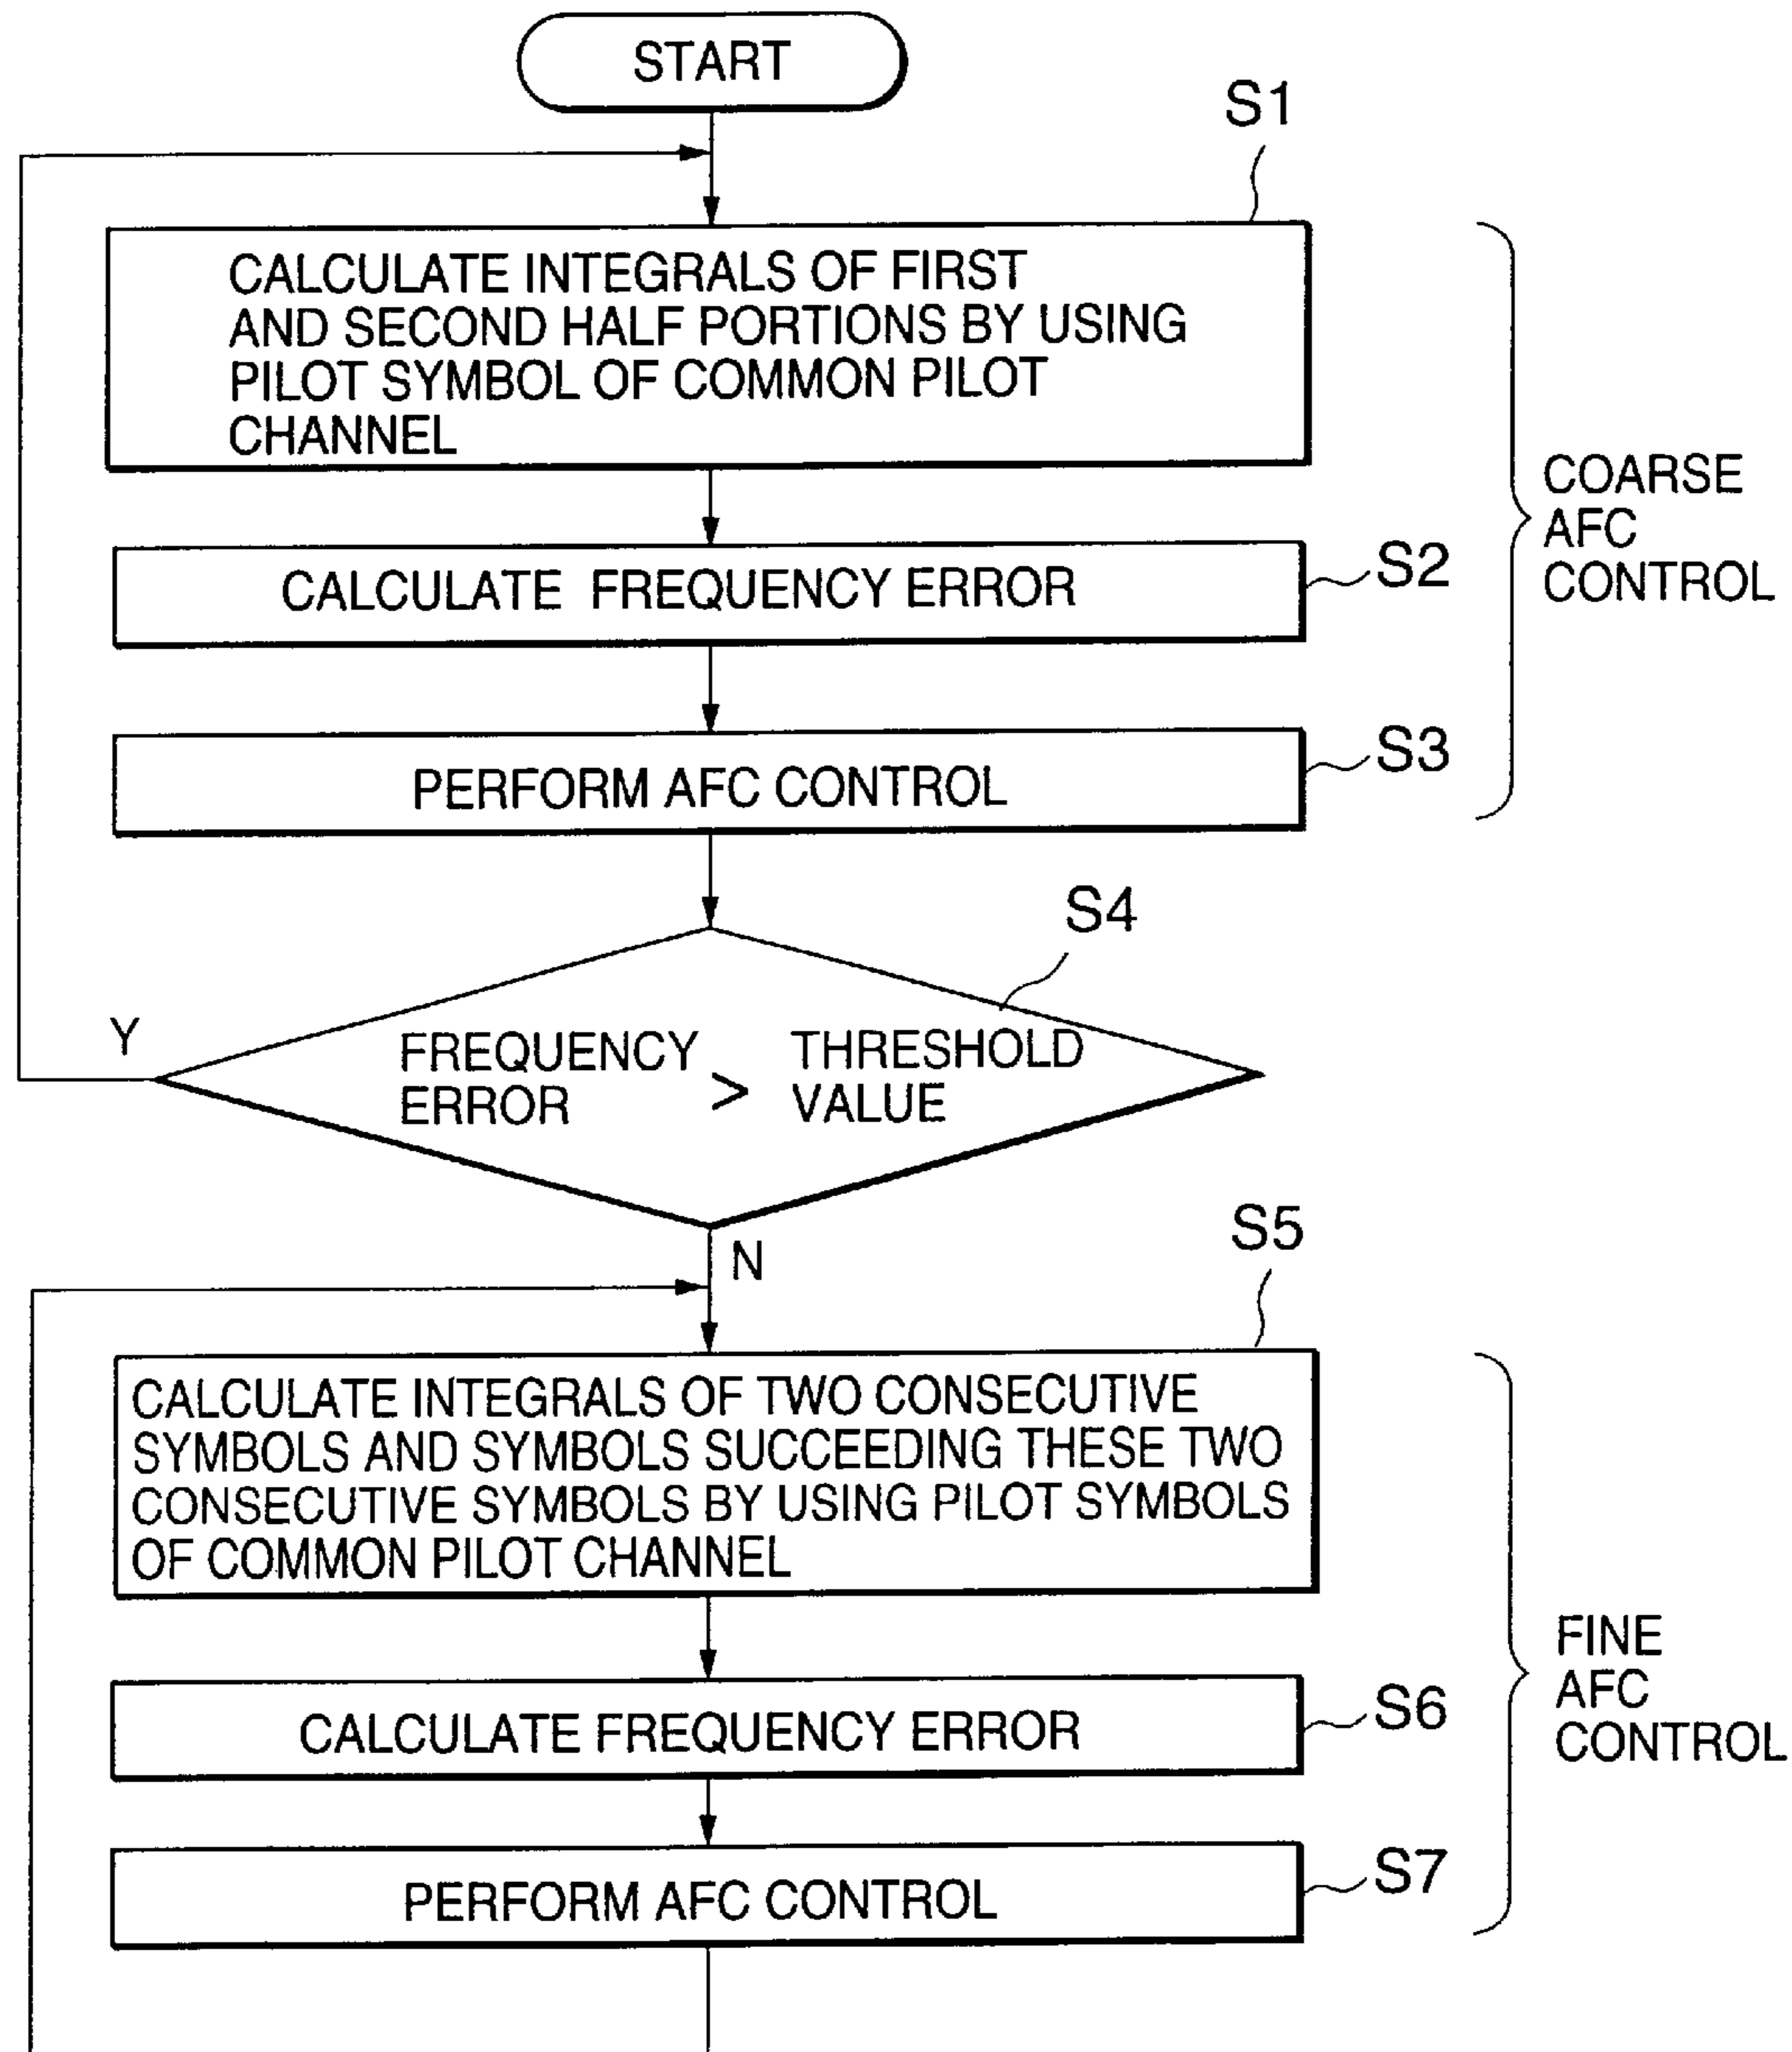 START
S1
CALCULATE INTEGRALS OF FIRST
AND SECOND HALF PORTIONS BY USING
PILOT SYMBOL OF COMMON PILOT
CHANNEL
COARSE
AFC
CONTROL
CALCULATE FREQUENCY ERROR
S2
PERFORM AFC CONTROL
S3
S4
Y
FREQUENCY
ERROR
>
THRESHOLD
VALUE
N
S5
CALCULATE INTEGRALS OF TWO CONSECUTIVE
SYMBOLS AND SYMBOLS SUCCEEDING THESE TWO
CONSECUTIVE SYMBOLS BY USING PILOT SYMBOLS
OF COMMON PILOT CHANNEL
FINE
AFC
CONTROL
CALCULATE FREQUENCY ERROR
S6
PERFORM AFC CONTROL
S7